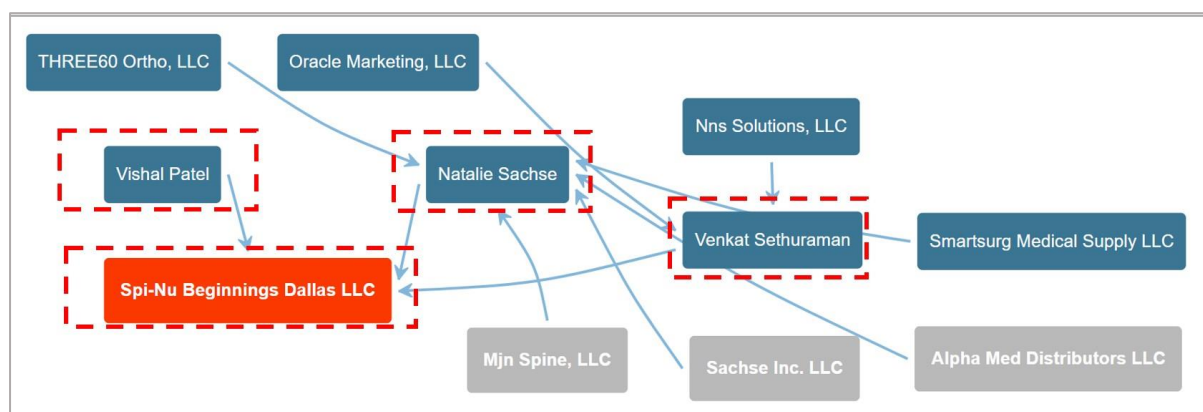 THREE60 Ortho, LLC
Oracle Marketing, LLC
Nns Solutions, LLC
Vishal Patel
Natalie Sachse
Venkat Sethuraman
Smartsurg Medical Supply LLC
Spi-Nu Beginnings Dallas LLC
Mjn Spine, LLC
Sachse Inc. LLC
Alpha Med Distributors LLC